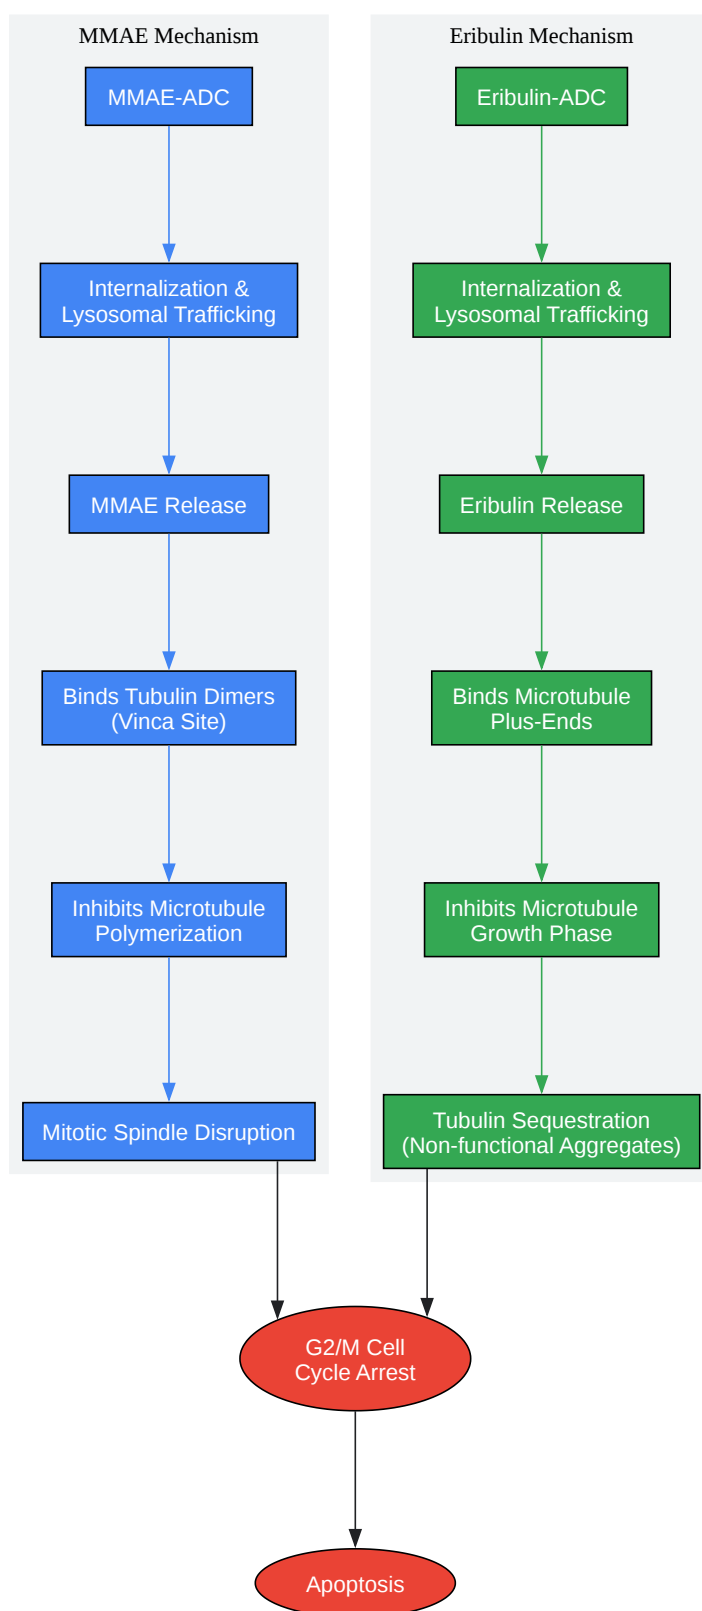 MMAE Mechanism
MMAE-ADC
Internalization &
Lysosomal Trafficking
MMAE Release
Binds Tubulin Dimers
(Vinca Site)
Inhibits Microtubule
Polymerization
Mitotic Spindle Disruption
Eribulin Mechanism
Eribulin-ADC
Internalization &
Lysosomal Trafficking
Eribulin Release
Binds Microtubule
Plus-Ends
Inhibits Microtubule
Growth Phase
Tubulin Sequestration
(Non-functional Aggregates)
G2/M Cell
Cycle Arrest
Apoptosis